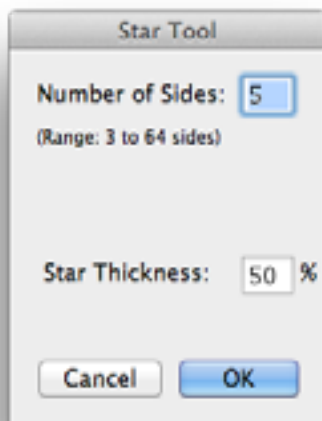 Star Tool
Number of Sides: 5
(Range: 3 to 64 sides)
Star Thickness: 50 %
Cancel OK